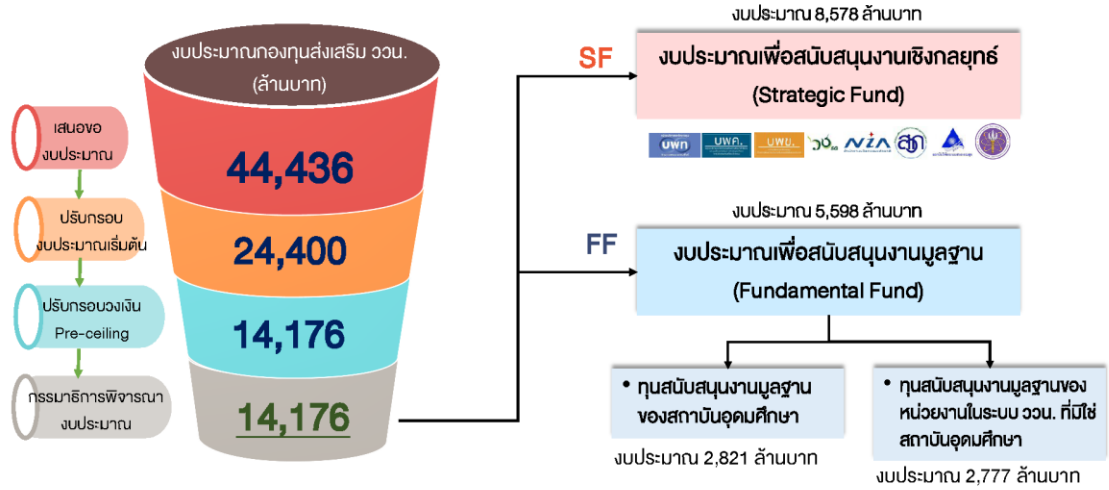 งบประมาณกองทุนส่งเสริม ววน.
(ล้านบาท)
เสนอขอ
งบประมาณ
44,436
ปรับกรอบ
งบประมาณเริ่มต้น
24,400
ปรับกรอบวงเงิน
Pre-ceiling
14,176
กรรมาธิการพิจารณา
งบประมาณ
14,176
งบประมาณ 8,578 ล้านบาท
SF
งบประมาณเพื่อสนับสนุนงานเชิงกลยุทธ์
(Strategic Fund)
บพท
บพค.
บพข.
NIA
งบประมาณ 5,598 ล้านบาท
FF
งบประมาณเพื่อสนับสนุนงานมูลฐาน
(Fundamental Fund)
• ทุนสนับสนุนงานมูลฐาน
ของสถาบันอุดมศึกษา
งบประมาณ 2,821 ล้านบาท
• ทุนสนับสนุนงานมูลฐานของ
หน่วยงานในระบบ ววน. ที่มิใช่
สถาบันอุดมศึกษา
งบประมาณ 2,777 ล้านบาท